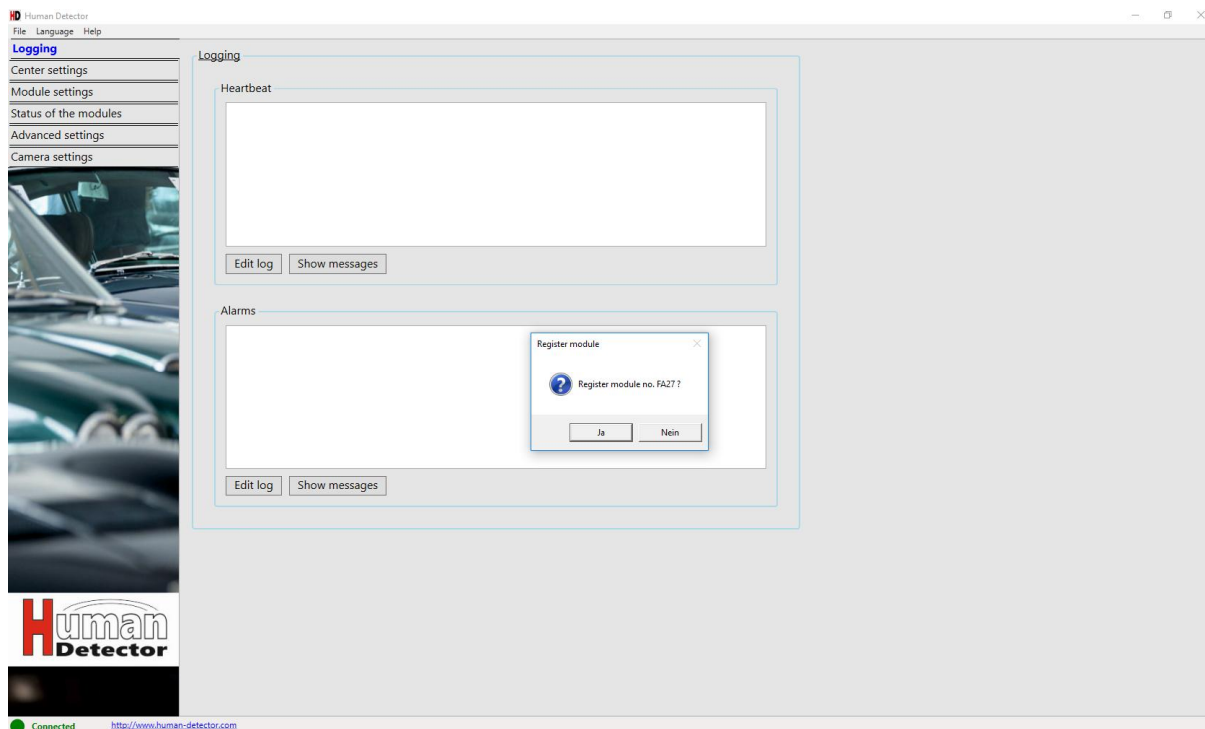 HD Human Detector
File Language Help
Logging
Center settings
Module settings
Status of the modules
Advanced settings
Camera settings
Logging
Heartbeat
Edit log Show messages
Alarms
Register module
Register module no. FA27 ?
Ja Nein
Edit log Show messages
Human
Detector
Connected http://www.human-detector.com